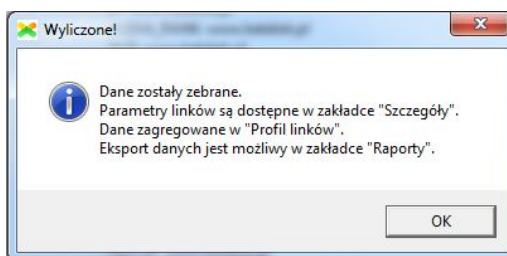 Wyliczone!
Dane zostały zebrane.
Parametry linków są dostępne w zakładce "Szczegóły".
Dane zagregowane w "Profil linków".
Eksport danych jest możliwy w zakładce "Raporty".
OK